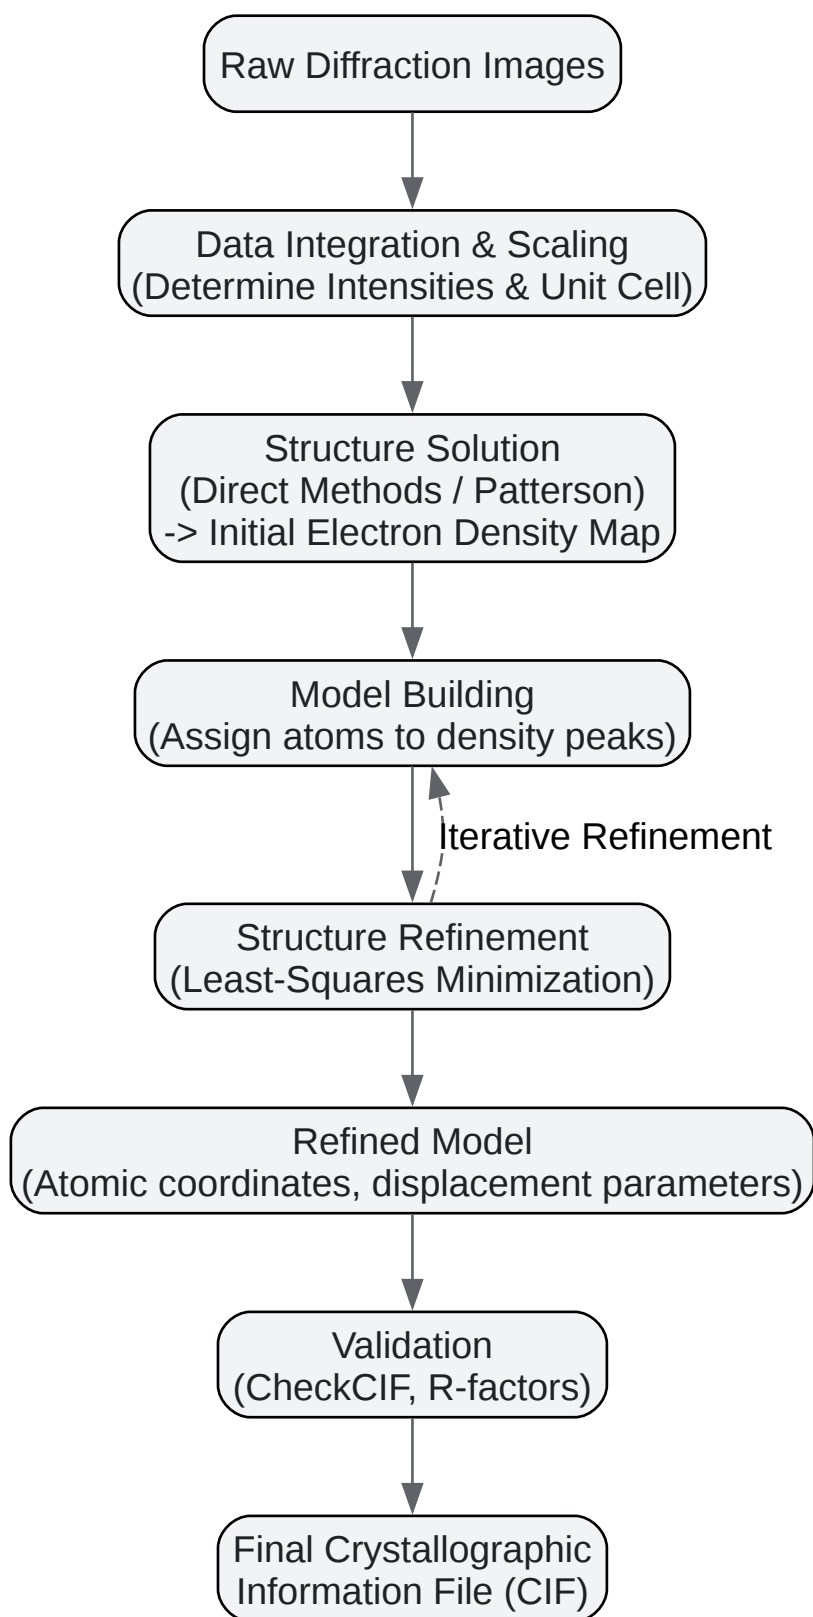 Raw Diffraction Images
Data Integration & Scaling
(Determine Intensities & Unit Cell)
Structure Solution
(Direct Methods / Patterson)
-> Initial Electron Density Map
Model Building
(Assign atoms to density peaks)
Iterative Refinement
Structure Refinement
(Least-Squares Minimization)
Refined Model
(Atomic coordinates, displacement parameters)
Validation
(CheckCIF, R-factors)
Final Crystallographic
Information File (CIF)